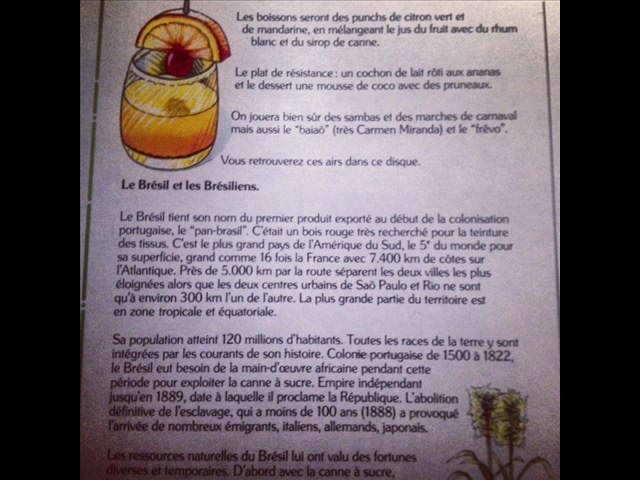 Les boissons seront des punchs de citron vert et
de mandarine, en mélangeant le jus du fruit avec du rhum
blanc et du sirop de canne.
Le plat de résistance : un cochon de lait rôti aux ananas
et le dessert une mousse de coco avec des pruneaux.
On jouera bien sûr des sambas et des marches de carnaval
mais aussi le "baiaõ" (très Carmen Miranda) et le "frêvo".
Vous retrouverez ces airs dans ce disque.
Le Brésil et les Brésiliens.
Le Brésil tient son nom du premier produit exporté au début de la colonisation
portugaise, le "pan-brasil". C'était un bois rouge très recherché pour la teinture
des tissus. C'est le plus grand pays de l'Amérique du Sud, le 5e du monde pour
sa superficie, grand comme 16 fois la France avec 7.400 km de côtes sur
l'Atlantique. Près de 5.000 km par la route séparent les deux villes les plus
éloignées alors que les deux centres urbains de Saõ Paulo et Rio ne sont
qu'à environ 300 km l'un de l'autre. La plus grande partie du territoire est
en zone tropicale et équatoriale.
Sa population atteint 120 millions d'habitants. Toutes les races de la terre y sont
intégrées par les courants de son histoire. Colonie portugaise de 1500 à 1822,
le Brésil eut besoin de la main-d'œuvre africaine pendant cette
période pour exploiter la canne à sucre. Empire indépendant
jusqu'en 1889, date à laquelle il proclame la République. L'abolition
définitive de l'esclavage, qui a moins de 100 ans (1888) a provoqué
l'arrivée de nombreux émigrants, italiens, allemands, japonais.
Les ressources naturelles du Brésil lui ont valu des fortunes
diverses et temporaires. D'abord avec la canne à sucre,